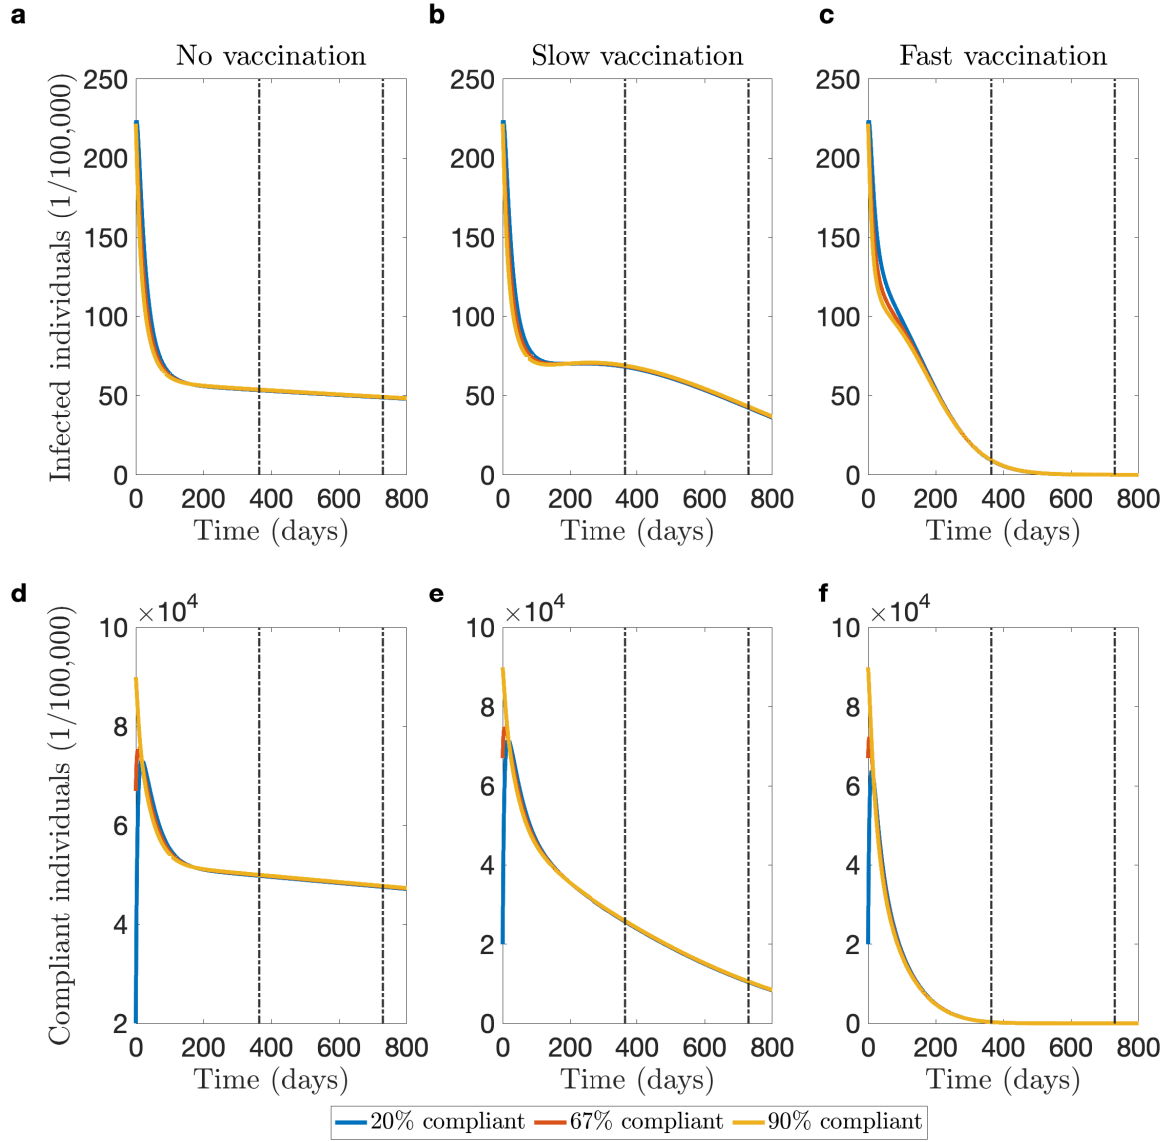 a
b
c
No vaccination
Slow vaccination
Fast vaccination
Infected individuals (1/100,000)
250
200
150
100
50
0
0 200 400 600 800
Time (days)
250
200
150
100
50
0
0 200 400 600 800
Time (days)
250
200
150
100
50
0
0 200 400 600 800
Time (days)
d
e
f
Compliant individuals (1/100,000)
×10⁴
10
8
6
4
2
0 200 400 600 800
Time (days)
×10⁴
10
8
6
4
2
0
0 200 400 600 800
Time (days)
×10⁴
10
8
6
4
2
0
0 200 400 600 800
Time (days)
20% compliant 67% compliant 90% compliant